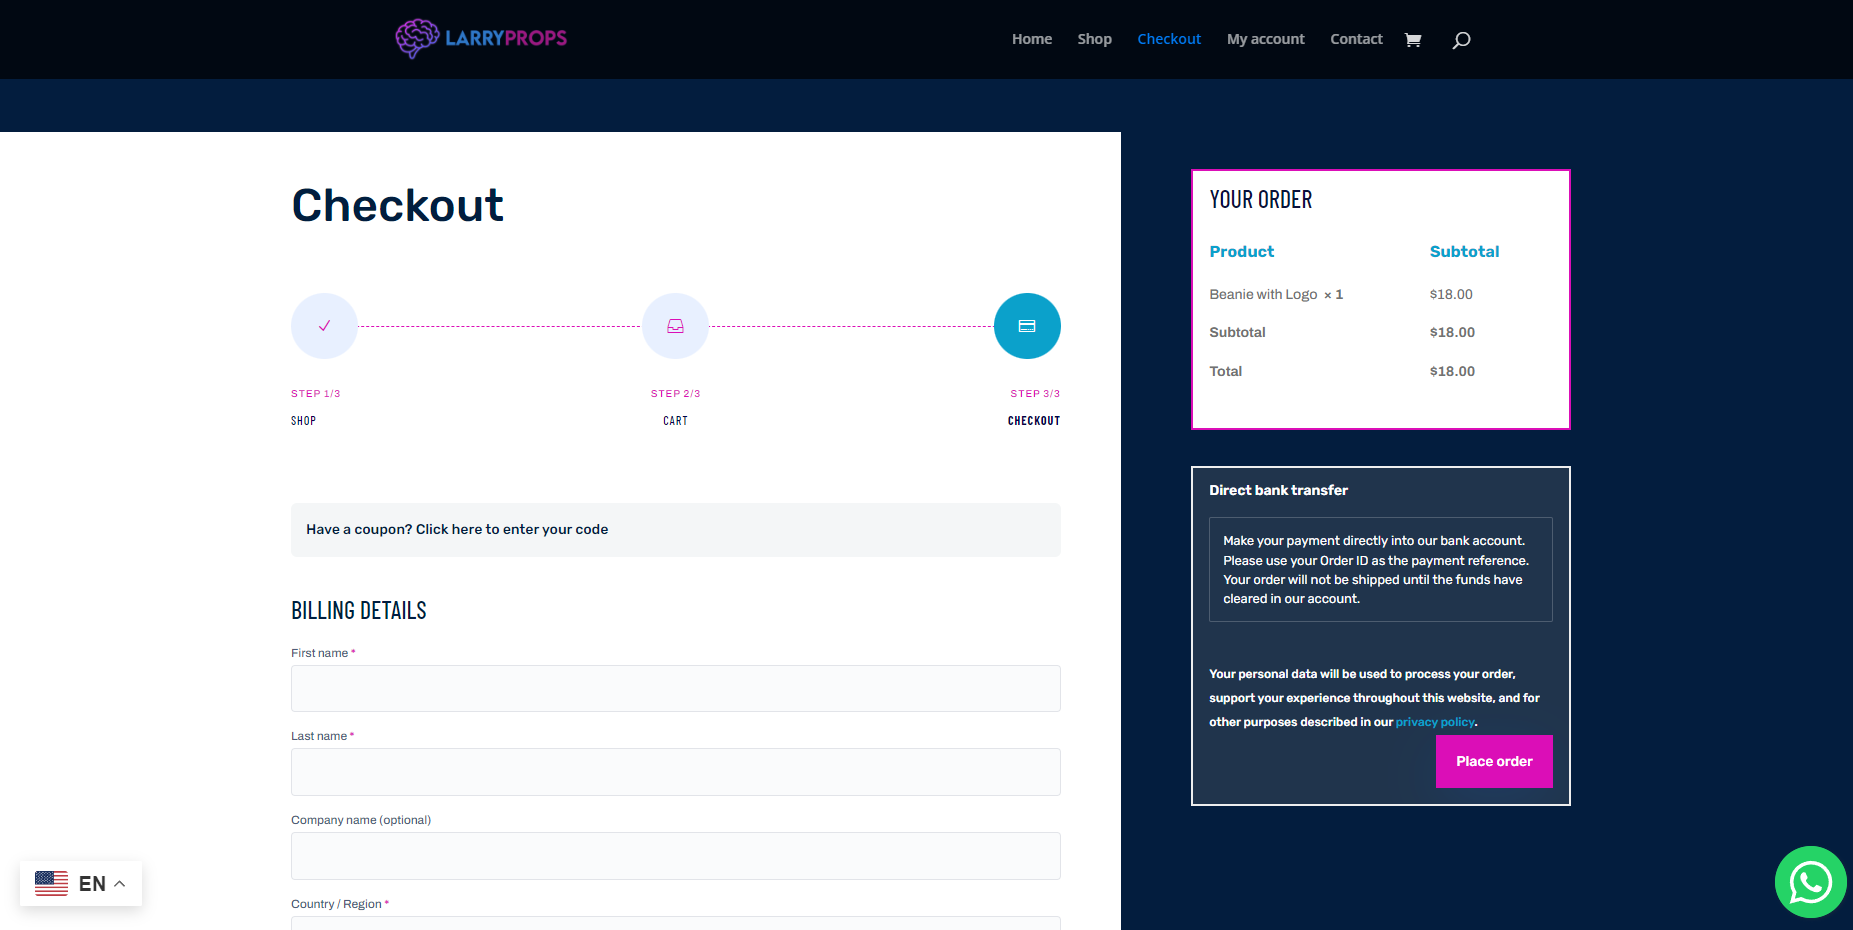 LARRYPROPS
Home Shop Checkout My account Contact
Checkout
STEP 1/3 STEP 2/3 STEP 3/3
SHOP CART CHECKOUT
Have a coupon? Click here to enter your code
BILLING DETAILS
First name *
Last name *
Company name (optional)
Country / Region *
YOUR ORDER
Product Subtotal
Beanie with Logo × 1 $18.00
Subtotal $18.00
Total $18.00
Direct bank transfer
Make your payment directly into our bank account.
Please use your Order ID as the payment reference.
Your order will not be shipped until the funds have
cleared in our account.
Your personal data will be used to process your order,
support your experience throughout this website, and for
other purposes described in our privacy policy.
Place order
EN